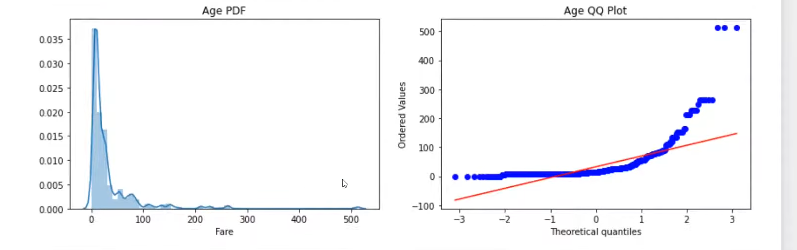 Age PDF
0.035
0.030
0.025
0.020
0.015
0.010
0.005
0.000
0 100 200 300 400 500
Fare
Age QQ Plot
Ordered Values
500
400
300
200
100
0
−100
−3 −2 −1 0 1 2 3
Theoretical quantiles